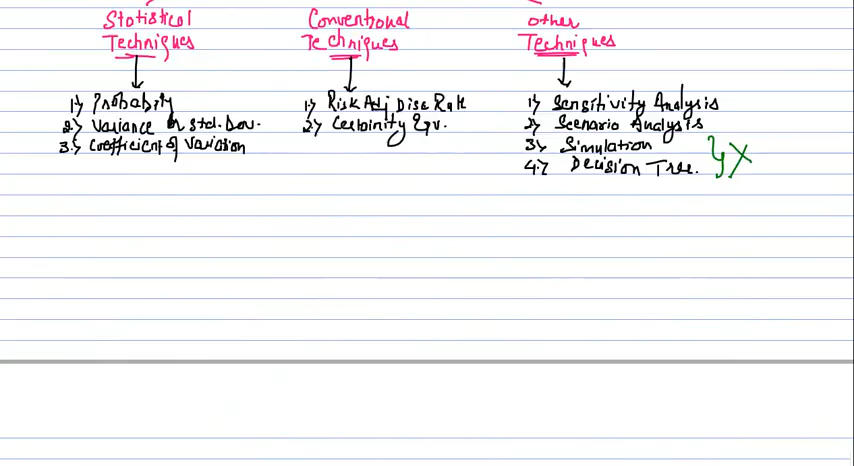 Statistical
Techniques
Conventional
Techniques
other
Techniques
1.> Probability
2.> Variance or Std. Dev.
3.> Coefficient of Variation
1> Risk Adj Disc Rate
2> Certainity Eqv.
1> Sensitivity Analysis
2> Scenario Analysis
3> Simulation
4.> Decision Tree.